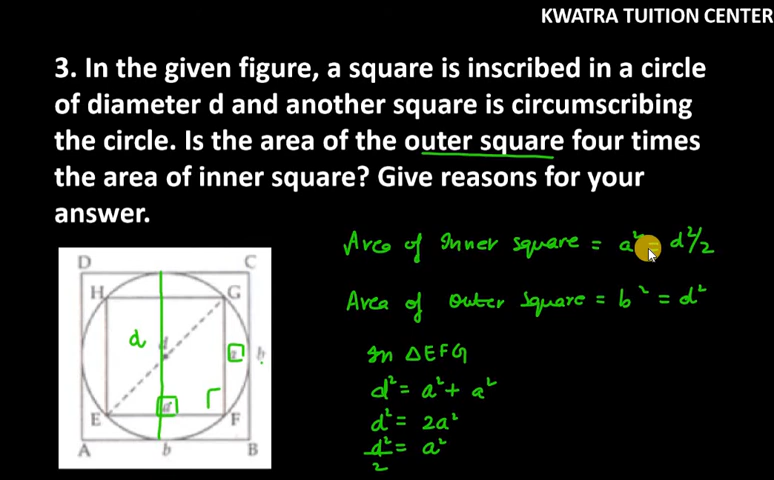 KWATRA TUITION CENTER
3. In the given figure, a square is inscribed in a circle
of diameter d and another square is circumscribing
the circle. Is the area of the outer square four times
the area of inner square? Give reasons for your
answer.
Area of Inner square = a² = d²/2
Area of Outer square = b² = d²
In ΔEFG
d² = a² + a²
d² = 2a²
d²/2 = a²
D C
H G
d d
a b
a
E F
A b B